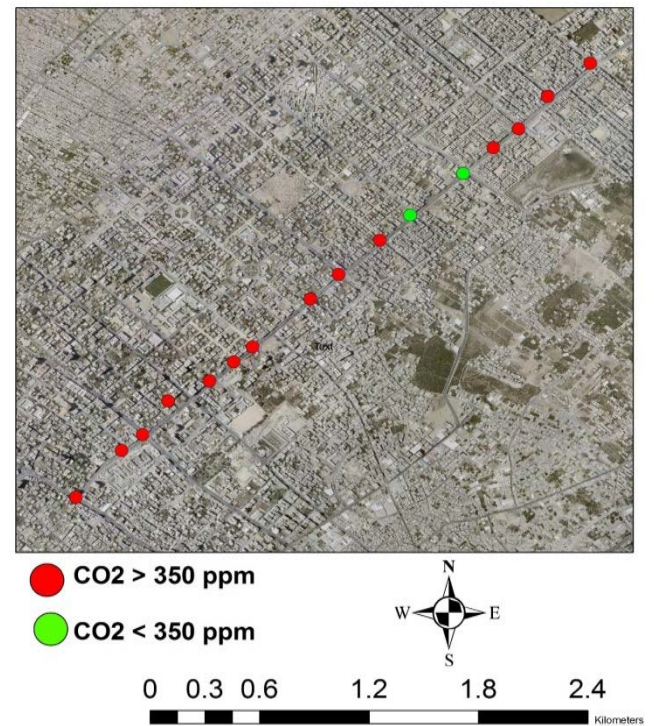 Text
CO2 > 350 ppm
CO2 < 350 ppm
N
W E
S
0 0.3 0.6 1.2 1.8 2.4
Kilometers